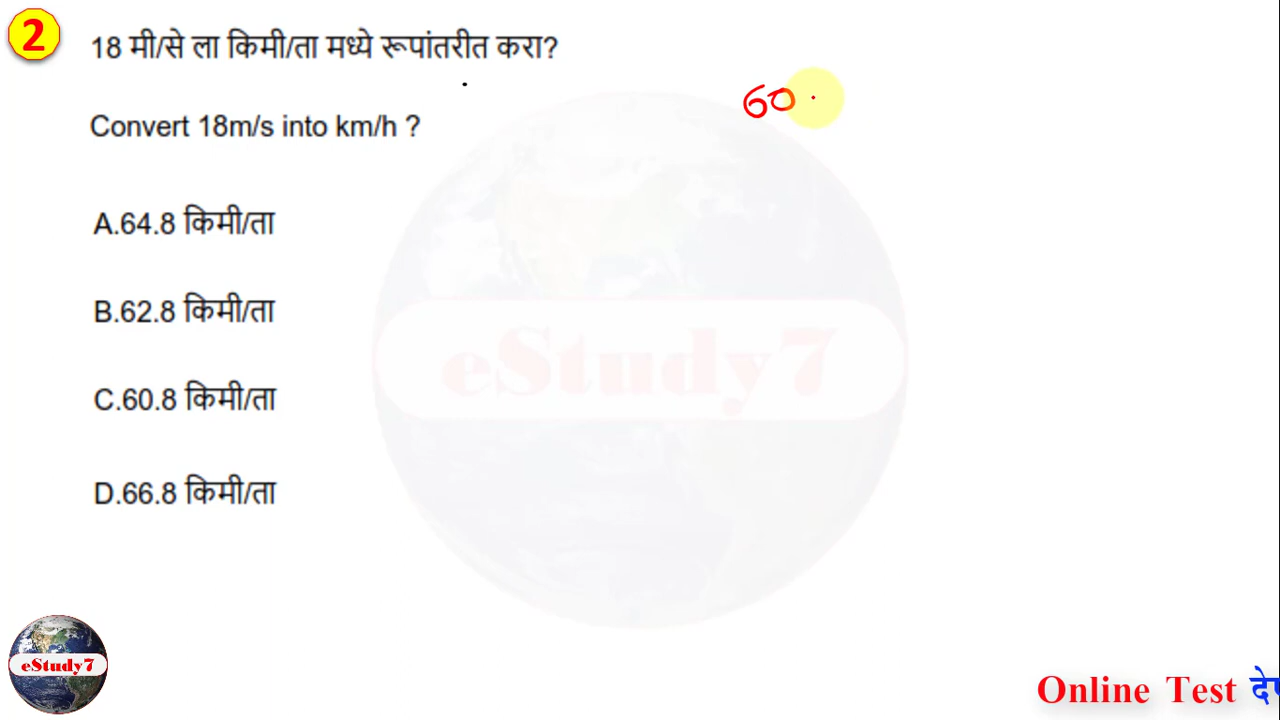 2
18 मी/से ला किमी/ता मध्ये रूपांतरीत करा?
60
Convert 18m/s into km/h ?
A.64.8 किमी/ता
B.62.8 किमी/ता
eStudy7
C.60.8 किमी/ता
D.66.8 किमी/ता
eStudy7
Online Test